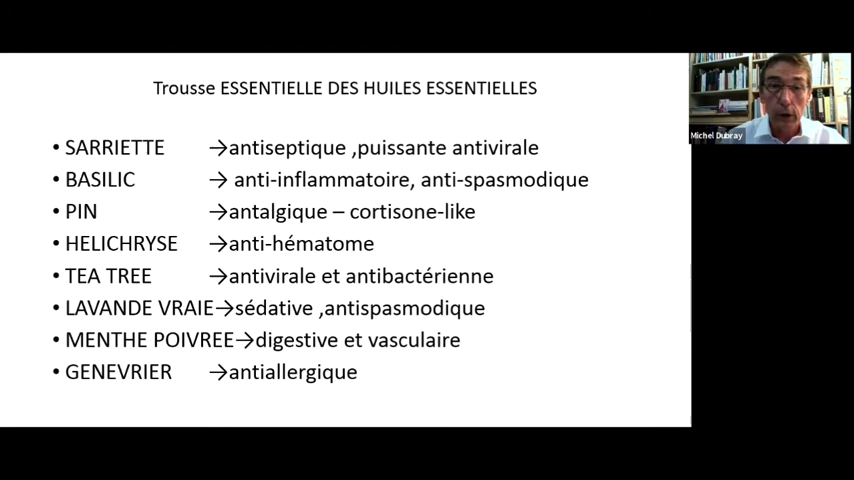 Trousse ESSENTIELLE DES HUILES ESSENTIELLES
• SARRIETTE →antiseptique ,puissante antivirale
• BASILIC → anti-inflammatoire, anti-spasmodique
• PIN →antalgique – cortisone-like
• HELICHRYSE →anti-hématome
• TEA TREE →antivirale et antibactérienne
• LAVANDE VRAIE→sédative ,antispasmodique
• MENTHE POIVREE→digestive et vasculaire
• GENEVRIER →antiallergique
Michel Dubray